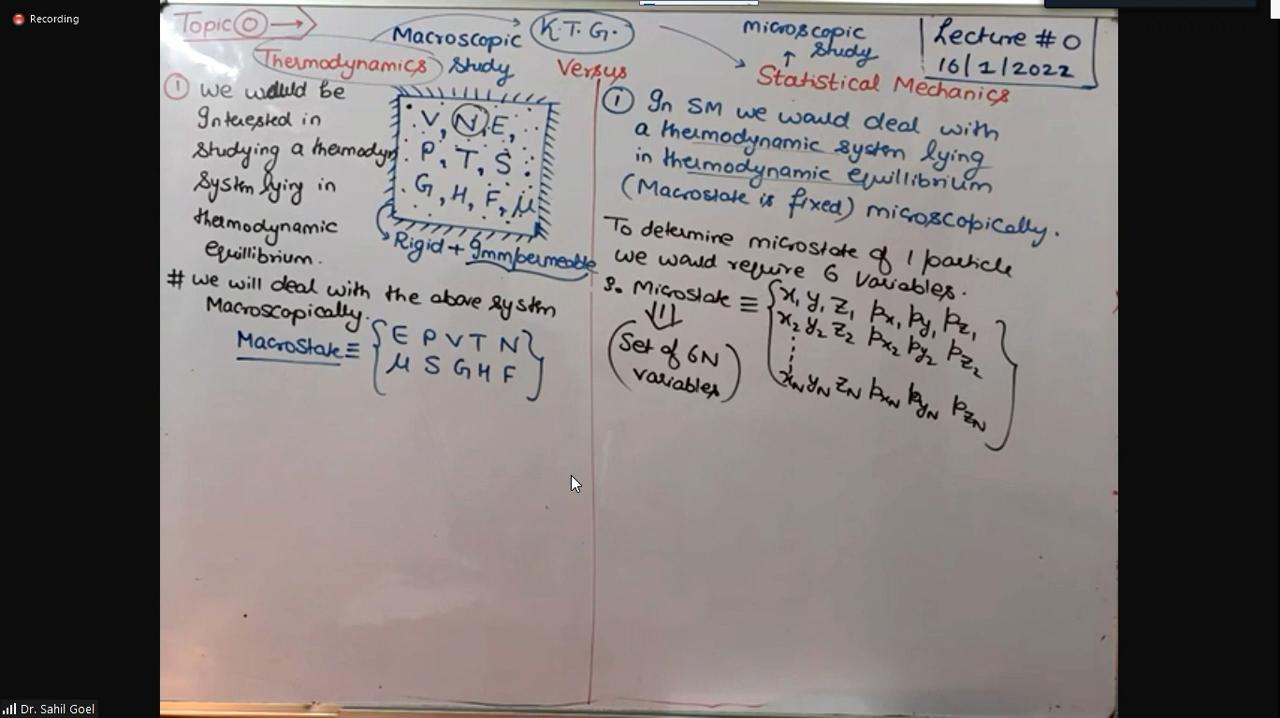 Recording
Topic 0 →
Macroscopic Study
K.T.G.
Microscopic Study
Lecture # 0
16/1/2022
Thermodynamics
Versus
Statistical Mechanics
① we would be
Interested in
studying a thermodyn
system lying in
thermodynamic
equillibrium.
V, N, E,
P, T, S
G, H, F, μ
Rigid + Immpermeable
# we will deal with the above system
Macroscopically.
MacroState ≡ { E P V T N
μ S G H F }
① In SM we would deal with
a thermodynamic system lying
in thermodynamic equillibrium
(Macrostate is fixed) microscopically.
To determine microstate of 1 particle
we would require 6 variables.
So Microstate ≡ { x₁ y₁ z₁ px₁ py₁ pz₁
x₂ y₂ z₂ px₂ py₂ pz₂
⋮
xN yN zN pxN pyN pzN }
⇓
(Set of 6N
variables)
Dr. Sahil Goel